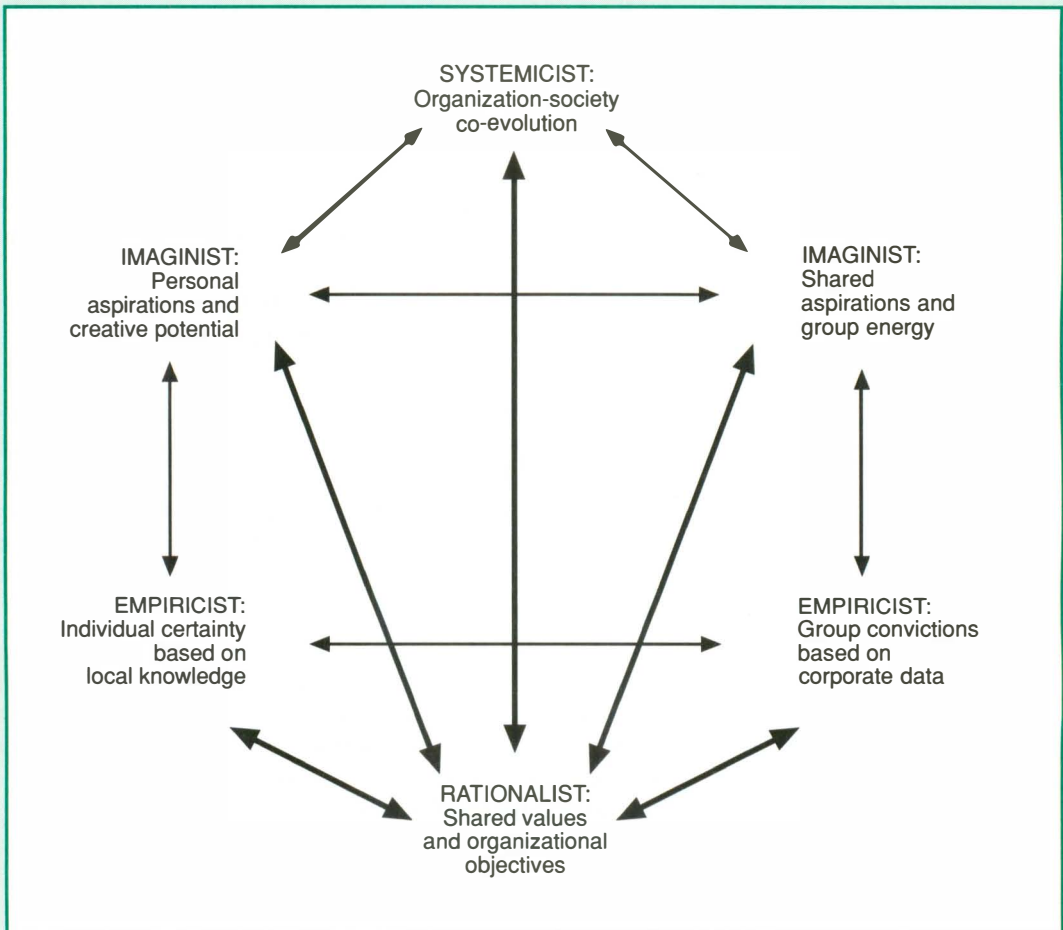 SYSTEMICIST:
Organization-society
co-evolution
IMAGINIST:
Personal
aspirations and
creative potential
IMAGINIST:
Shared
aspirations and
group energy
EMPIRICIST:
Individual certainty
based on
local knowledge
EMPIRICIST:
Group convictions
based on
corporate data
RATIONALIST:
Shared values
and organizational
objectives